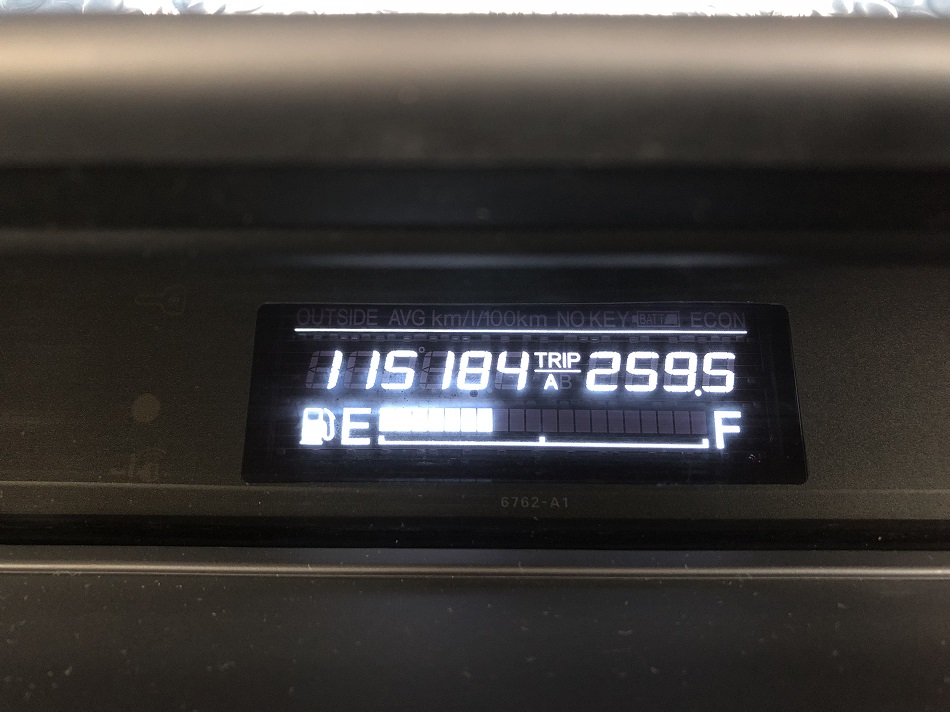 OUTSIDE AVG km/l/100km NO KEY BATT ECON
115184 TRIP A B 259.5
E F
6762-A1